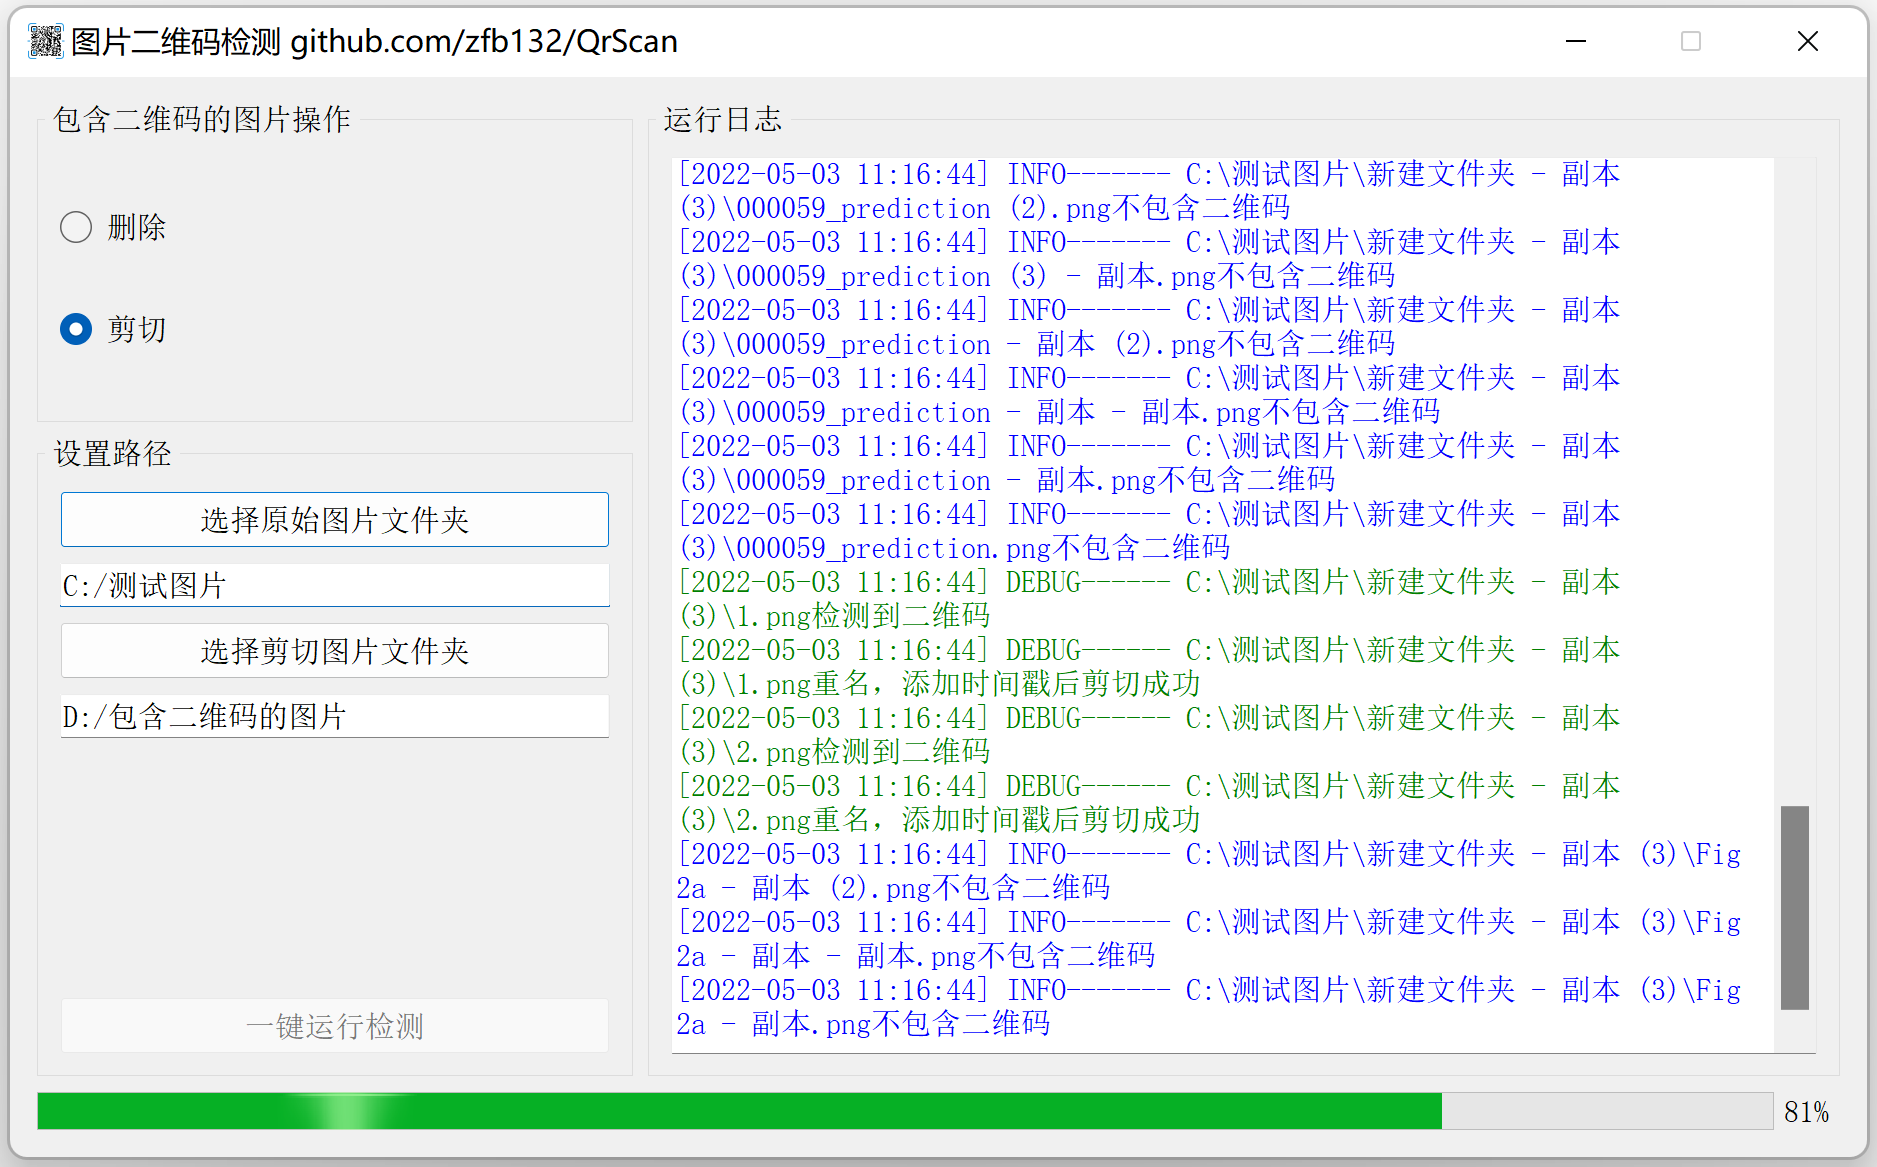 图片二维码检测 github.com/zfb132/QrScan
包含二维码的图片操作
删除
剪切
设置路径
选择原始图片文件夹
C:/测试图片
选择剪切图片文件夹
D:/包含二维码的图片
一键运行检测
运行日志
[2022-05-03 11:16:44] INFO------- C:\测试图片\新建文件夹 - 副本
(3)\000059_prediction (2).png不包含二维码
[2022-05-03 11:16:44] INFO------- C:\测试图片\新建文件夹 - 副本
(3)\000059_prediction (3) - 副本.png不包含二维码
[2022-05-03 11:16:44] INFO------- C:\测试图片\新建文件夹 - 副本
(3)\000059_prediction - 副本 (2).png不包含二维码
[2022-05-03 11:16:44] INFO------- C:\测试图片\新建文件夹 - 副本
(3)\000059_prediction - 副本 - 副本.png不包含二维码
[2022-05-03 11:16:44] INFO------- C:\测试图片\新建文件夹 - 副本
(3)\000059_prediction - 副本.png不包含二维码
[2022-05-03 11:16:44] INFO------- C:\测试图片\新建文件夹 - 副本
(3)\000059_prediction.png不包含二维码
[2022-05-03 11:16:44] DEBUG------ C:\测试图片\新建文件夹 - 副本
(3)\1.png检测到二维码
[2022-05-03 11:16:44] DEBUG------ C:\测试图片\新建文件夹 - 副本
(3)\1.png重名，添加时间戳后剪切成功
[2022-05-03 11:16:44] DEBUG------ C:\测试图片\新建文件夹 - 副本
(3)\2.png检测到二维码
[2022-05-03 11:16:44] DEBUG------ C:\测试图片\新建文件夹 - 副本
(3)\2.png重名，添加时间戳后剪切成功
[2022-05-03 11:16:44] INFO------- C:\测试图片\新建文件夹 - 副本 (3)\Fig
2a - 副本 (2).png不包含二维码
[2022-05-03 11:16:44] INFO------- C:\测试图片\新建文件夹 - 副本 (3)\Fig
2a - 副本 - 副本.png不包含二维码
[2022-05-03 11:16:44] INFO------- C:\测试图片\新建文件夹 - 副本 (3)\Fig
2a - 副本.png不包含二维码
81%